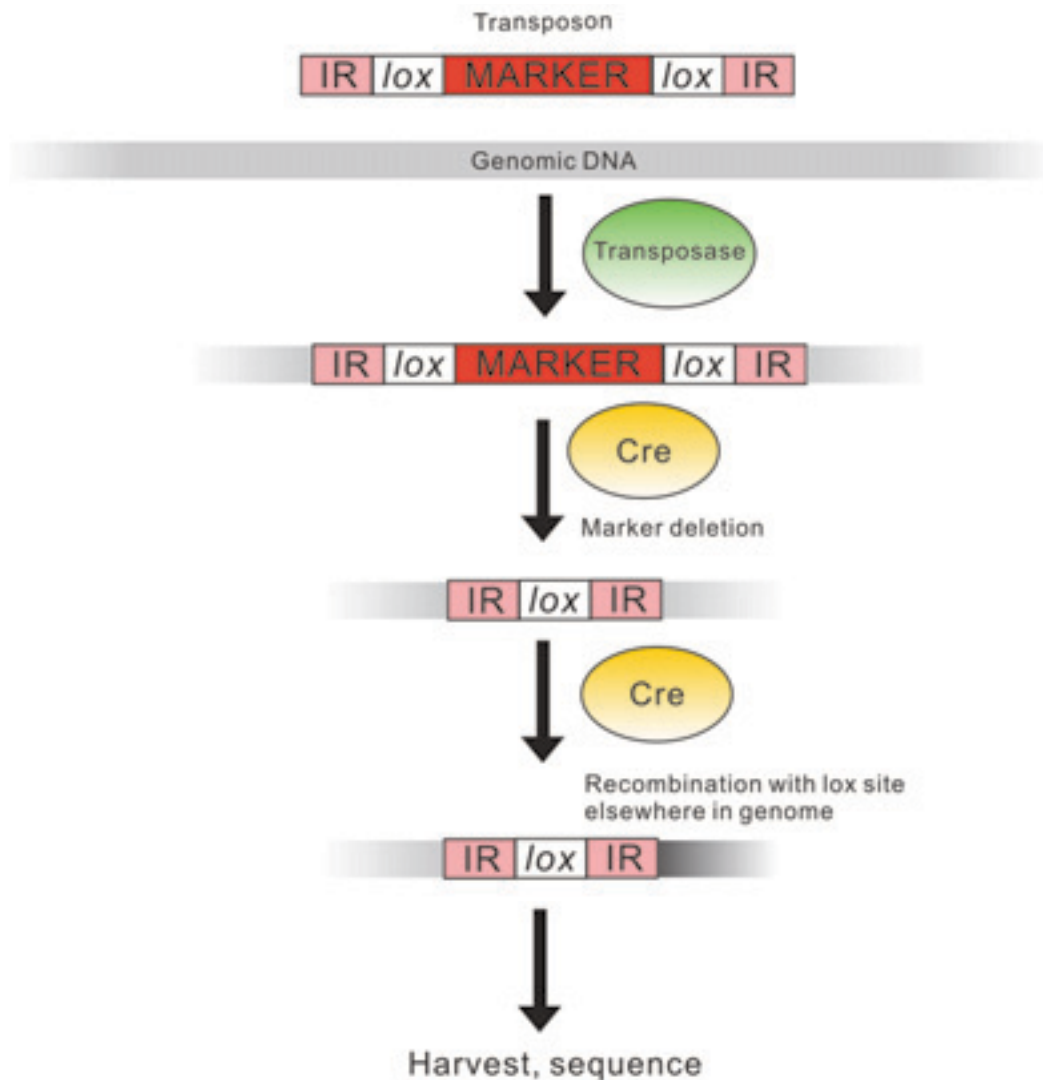 Transposon
IR lox MARKER lox IR
Genomic DNA
Transposase
IR lox MARKER lox IR
Cre
Marker deletion
IR lox IR
Cre
Recombination with lox site
elsewhere in genome
IR lox IR
Harvest, sequence